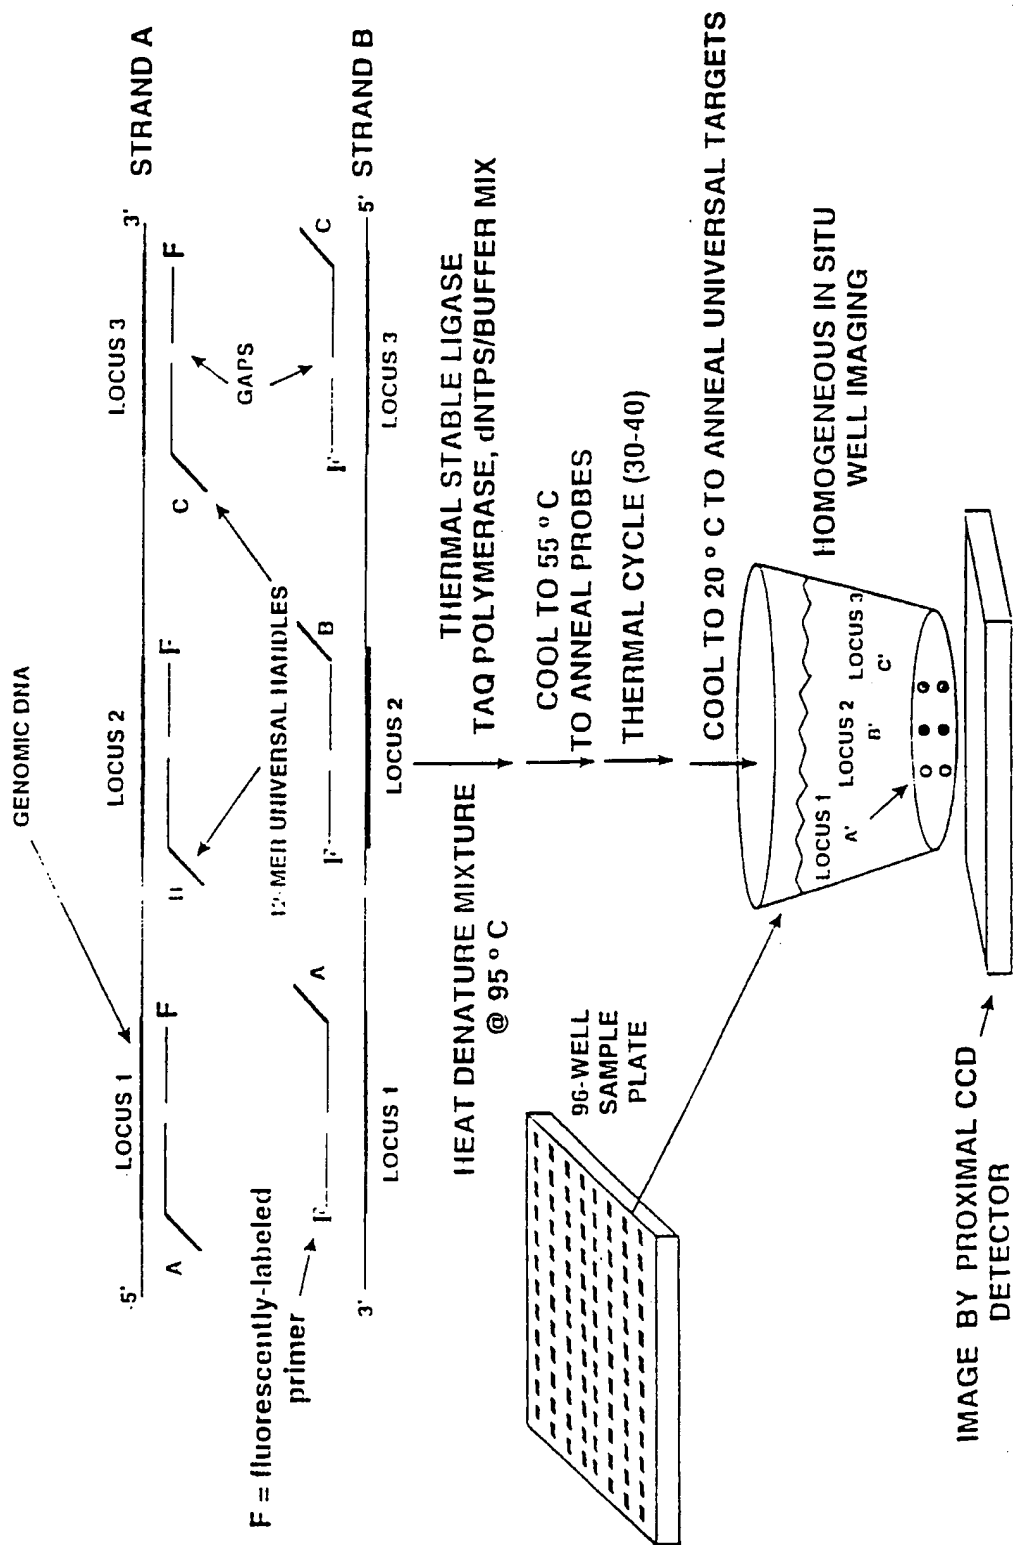 GENOMIC DNA
5'
LOCUS 1
LOCUS 2
LOCUS 3
3'
STRAND A
A
F
F
C
F
GAPS
12-MER UNIVERSAL HANDLES
F = fluorescently-labeled
primer
F
A
F
B
F
C
3'
5'
STRAND B
LOCUS 1
LOCUS 2
LOCUS 3
HEAT DENATURE MIXTURE
@ 95 ° C
THERMAL STABLE LIGASE
TAQ POLYMERASE, dNTPS/BUFFER MIX
COOL TO 55 ° C
TO ANNEAL PROBES
THERMAL CYCLE (30-40)
COOL TO 20 ° C TO ANNEAL UNIVERSAL TARGETS
96-WELL
SAMPLE
PLATE
LOCUS 1
A'
LOCUS 2
B'
LOCUS 3
C'
HOMOGENEOUS IN SITU
WELL IMAGING
IMAGE BY PROXIMAL CCD
DETECTOR